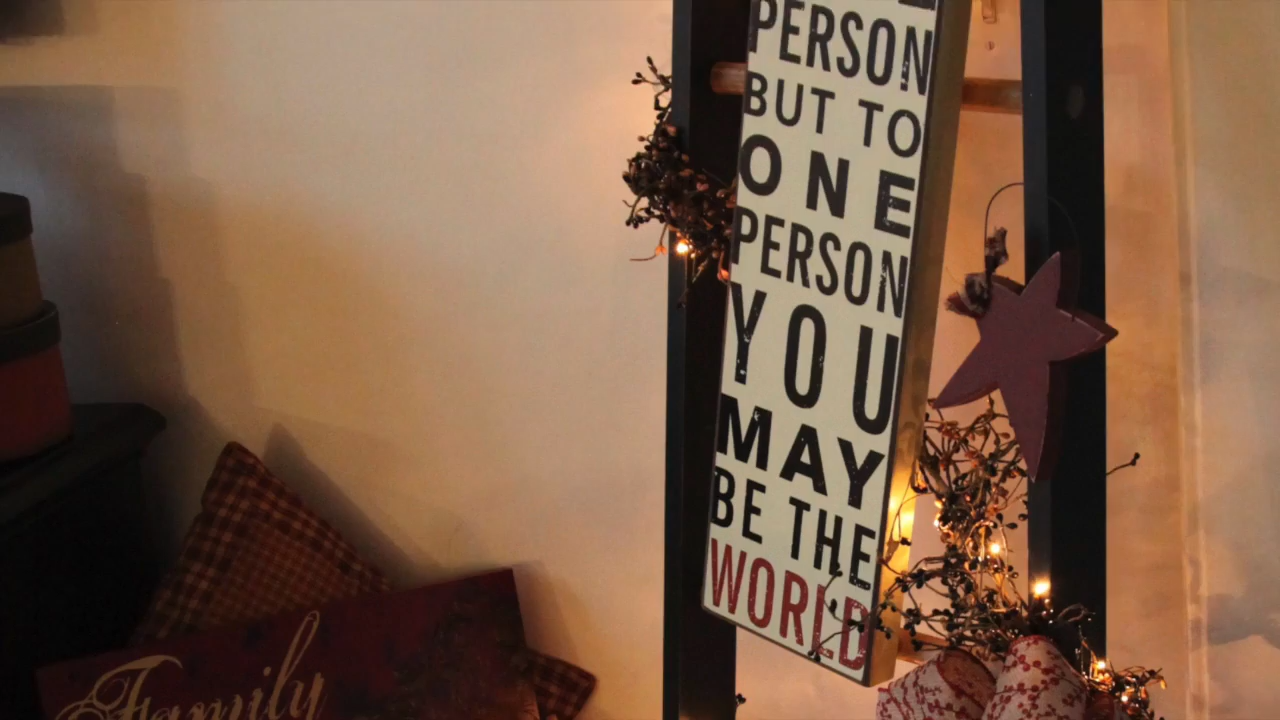 PERSON
BUT TO
ONE
PERSON
YOU
MAY
BE THE
WORLD
Family